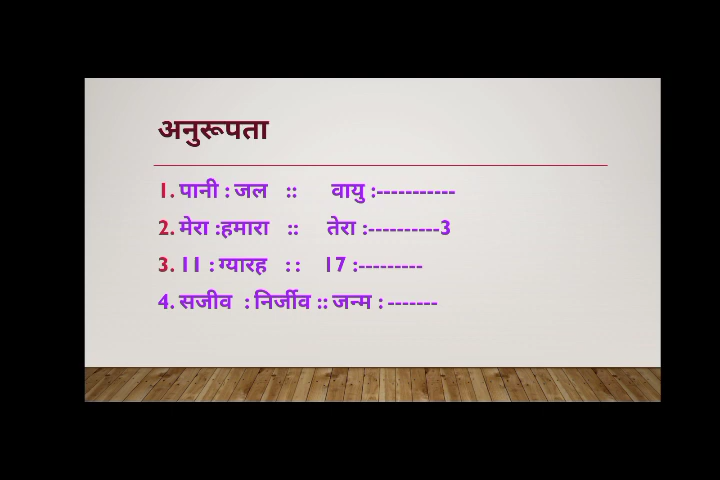 अनुरूपता
1. पानी : जल :: वायु :-----------
2. मेरा :हमारा :: तेरा :----------3
3. 11 : ग्यारह : : 17 :---------
4. सजीव : निर्जीव :: जन्म : -------